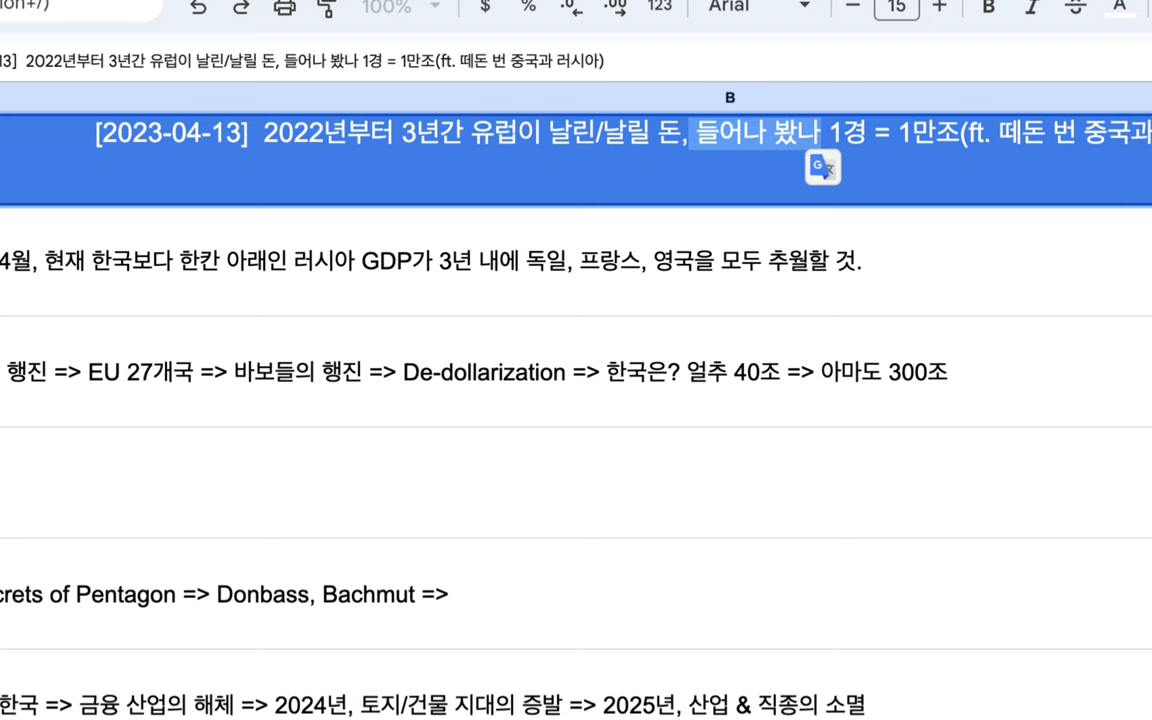 100% $ % .0 .00 123 Arial 15 B I A
13] 2022년부터 3년간 유럽이 날린/날릴 돈, 들어나 봤나 1경 = 1만조(ft. 떼돈 번 중국과 러시아)
B
[2023-04-13] 2022년부터 3년간 유럽이 날린/날릴 돈, 들어나 봤나 1경 = 1만조(ft. 떼돈 번 중국과
4월, 현재 한국보다 한칸 아래인 러시아 GDP가 3년 내에 독일, 프랑스, 영국을 모두 추월할 것.
행진 => EU 27개국 => 바보들의 행진 => De-dollarization => 한국은? 얼추 40조 => 아마도 300조
crets of Pentagon => Donbass, Bachmut =>
한국 => 금융 산업의 해체 => 2024년, 토지/건물 지대의 증발 => 2025년, 산업 & 직종의 소멸